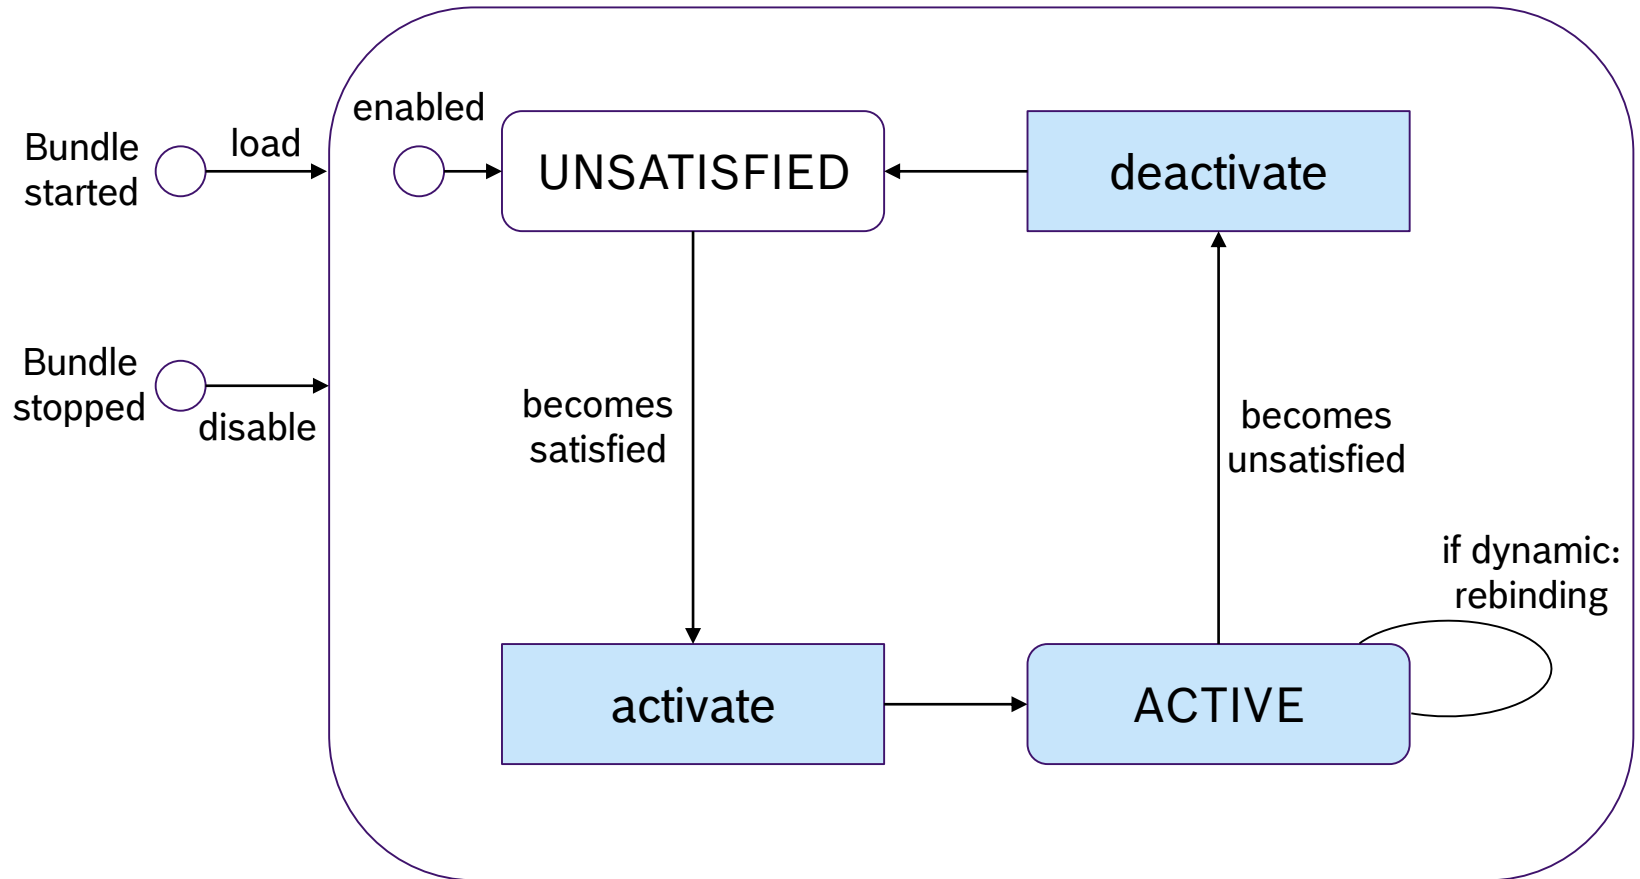 enabled
Bundle
started
load
UNSATISFIED
deactivate
Bundle
stopped
disable
becomes
satisfied
becomes
unsatisfied
if dynamic:
rebinding
activate
ACTIVE